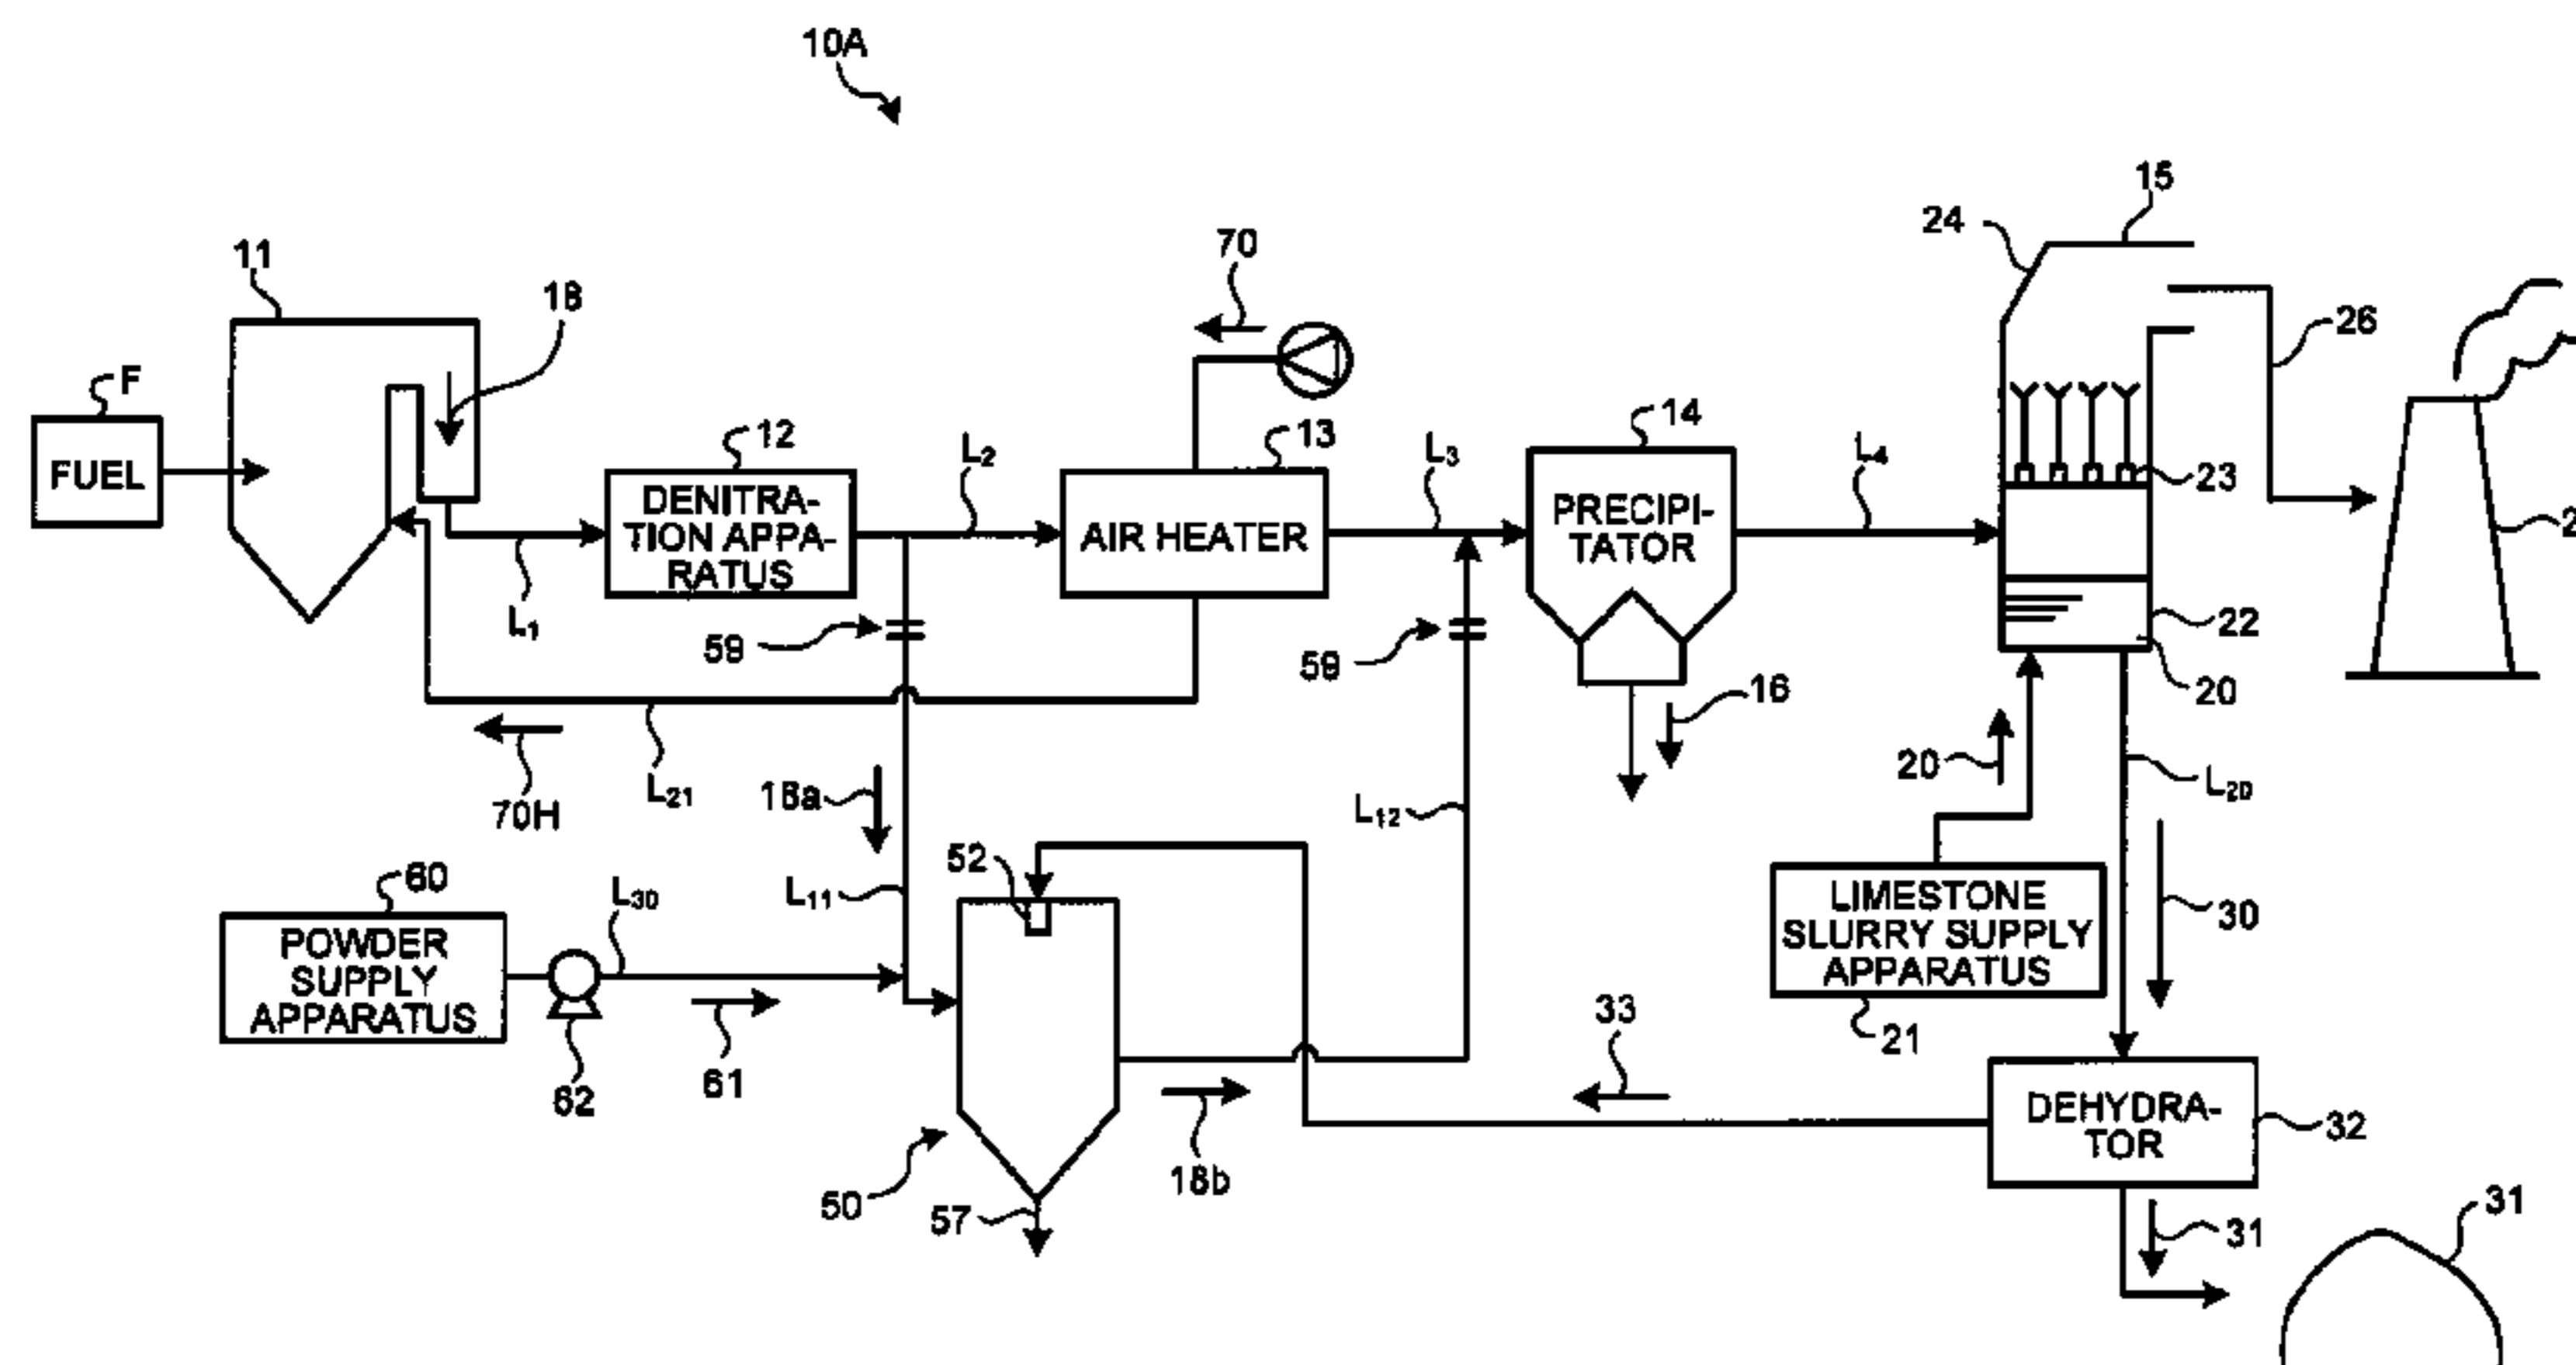 10A
15
24
70
11
18
26
F
FUEL
12
L2
13
L3
14
L4
23
DENITRA-
TION APPA-
RATUS
AIR HEATER
PRECIPI-
TATOR
L1
59
59
22
20
16
70H
L21
18a
L12
20
L20
60
L30
L11
52
POWDER
SUPPLY
APPARATUS
LIMESTONE
SLURRY SUPPLY
APPARATUS
30
62
61
33
21
DEHYDRA-
TOR
32
50
57
18b
31
31